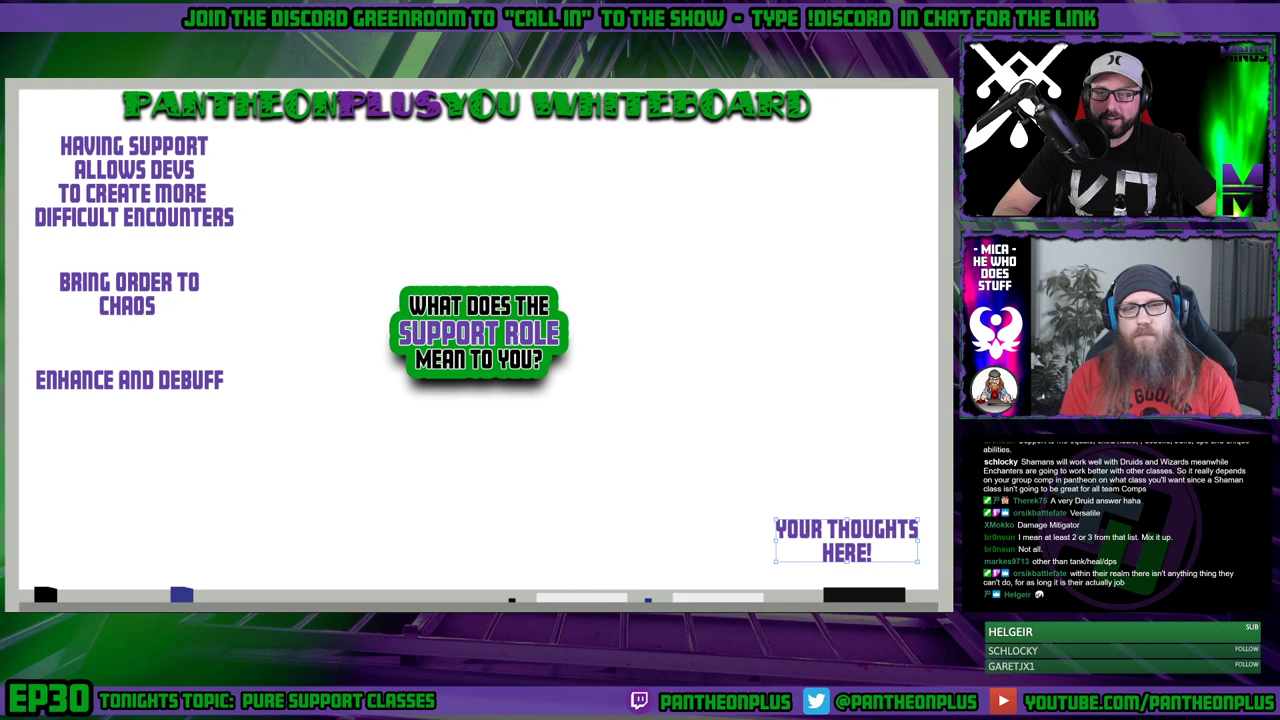 JOIN THE DISCORD GREENROOM TO "CALL IN" TO THE SHOW - TYPE !DISCORD IN CHAT FOR THE LINK
PANTHEONPLUSYOU WHITEBOARD
HAVING SUPPORT
ALLOWS DEVS
TO CREATE MORE
DIFFICULT ENCOUNTERS
BRING ORDER TO
CHAOS
ENHANCE AND DEBUFF
WHAT DOES THE
SUPPORT ROLE
MEAN TO YOU?
YOUR THOUGHTS
HERE!
MINUS
- MICA -
HE WHO
DOES
STUFF
abilities.
schlocky Shamans will work well with Druids and Wizards meanwhile
Enchanters are going to work better with other classes. So it really depends
on your group comp in pantheon on what class you'll want since a Shaman
class isn't going to be great for all team Comps
Therek75 A very Druid answer haha
orsikbattlefate Versatile
XMokko Damage Mitigator
br0nsun I mean at least 2 or 3 from that list. Mix it up.
br0nsun Not all.
markes9713 other than tank/heal/dps
orsikbattlefate within their realm there isn't anything thing they
can't do, for as long it is their actually job
Helgeir
HELGEIR SUB
SCHLOCKY FOLLOW
GARETJX1 FOLLOW
EP30 TONIGHTS TOPIC: PURE SUPPORT CLASSES
PANTHEONPLUS @PANTHEONPLUS YOUTUBE.COM/PANTHEONPLUS